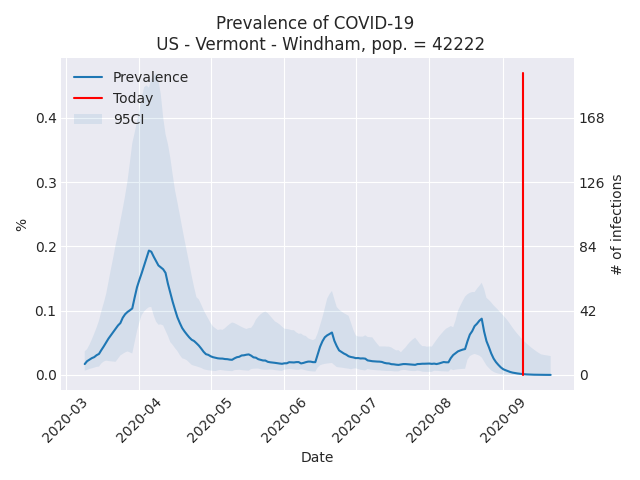 Prevalence of COVID-19
US - Vermont - Windham, pop. = 42222
Prevalence
Today
95CI
%
0.4
0.3
0.2
0.1
0.0
168
126
84
42
0
# of infections
2020-03
2020-04
2020-05
2020-06
2020-07
2020-08
2020-09
Date